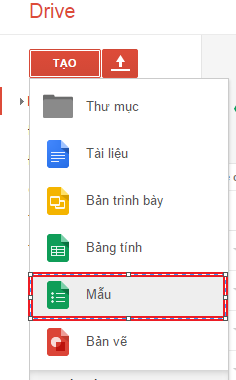 Drive
TẠO
Thư mục
Tài liệu
Bản trình bày
Bảng tính
Mẫu
Bản vẽ